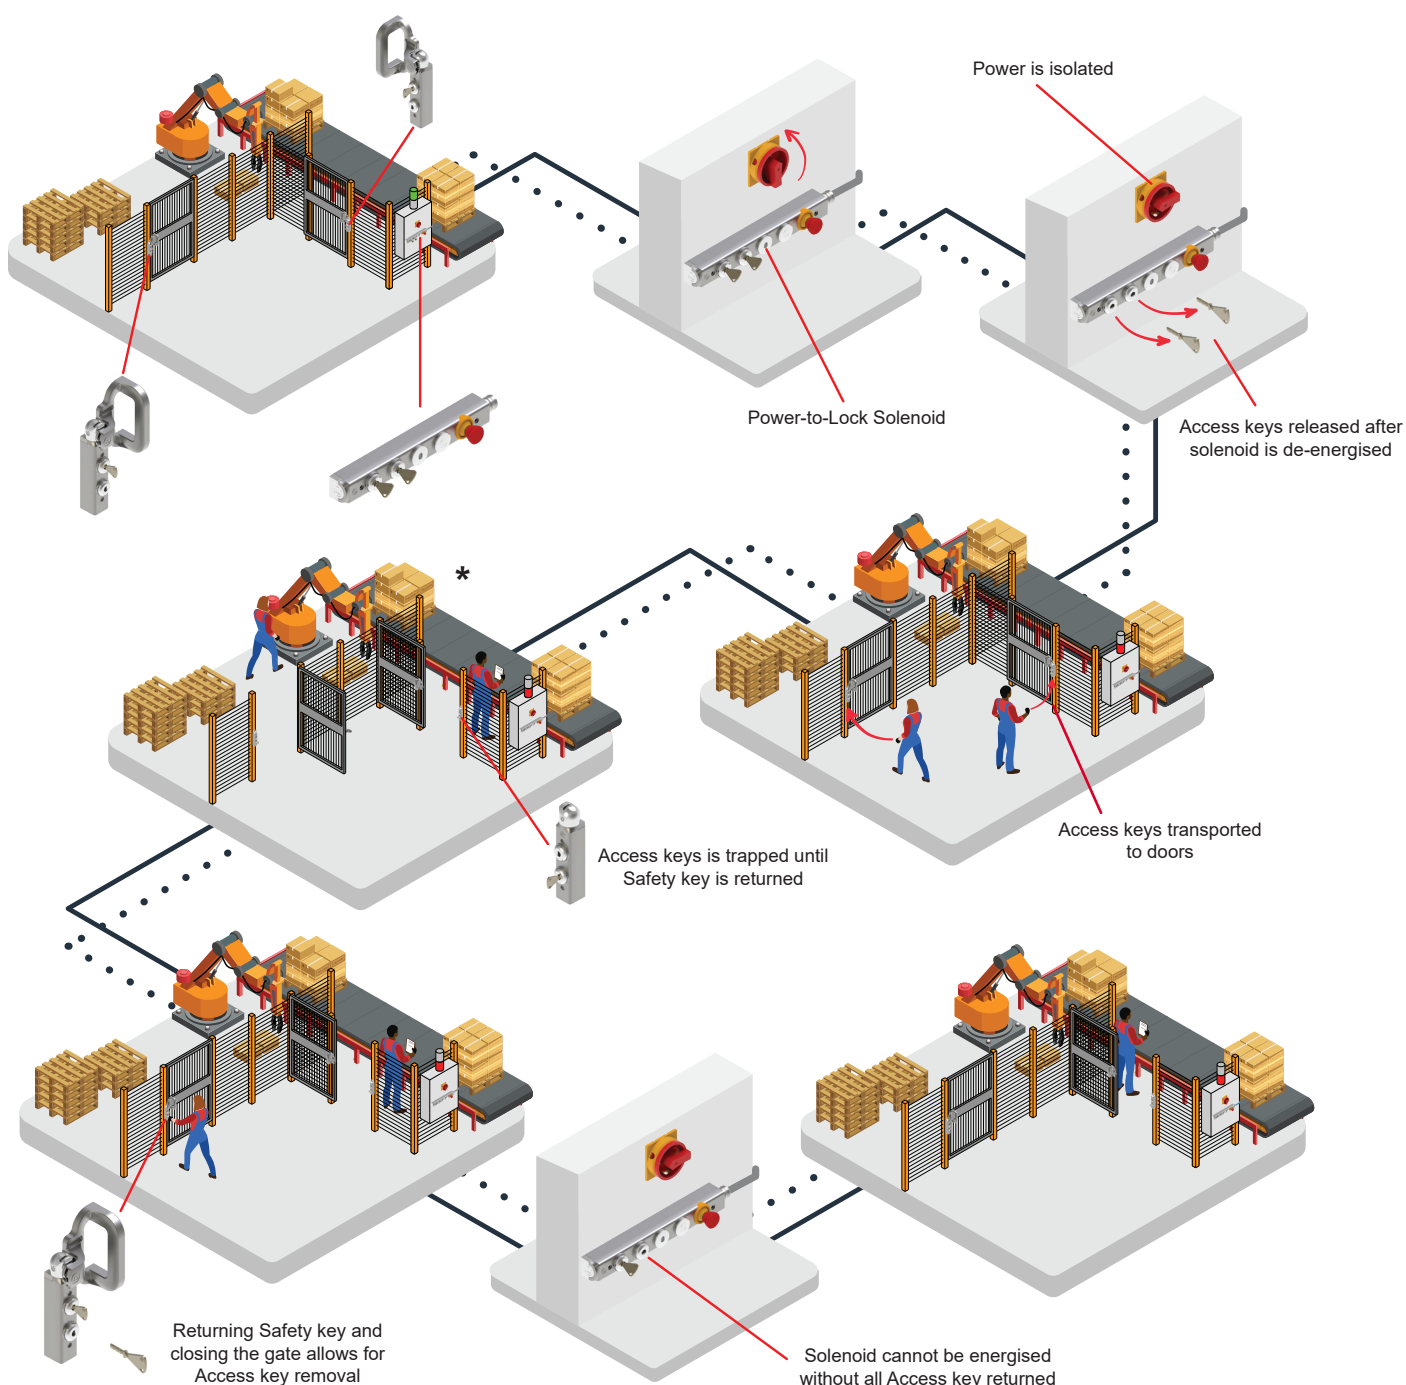 Power is isolated
Power-to-Lock Solenoid
Access keys released after
solenoid is de-energised
*
Access keys transported
to doors
Access keys is trapped until
Safety key is returned
Returning Safety key and
closing the gate allows for
Access key removal
Solenoid cannot be energised
without all Access key returned